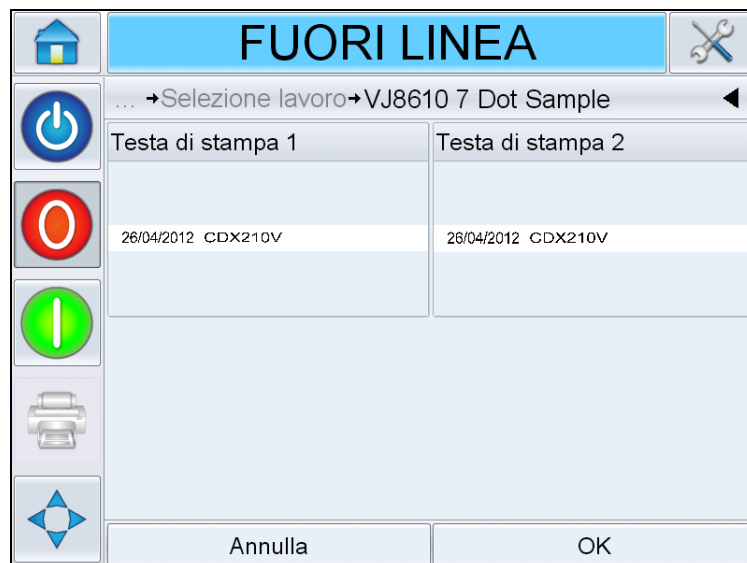 FUORI LINEA
... →Selezione lavoro→VJ8610 7 Dot Sample
Testa di stampa 1
Testa di stampa 2
26/04/2012 CDX210V
26/04/2012 CDX210V
Annulla
OK